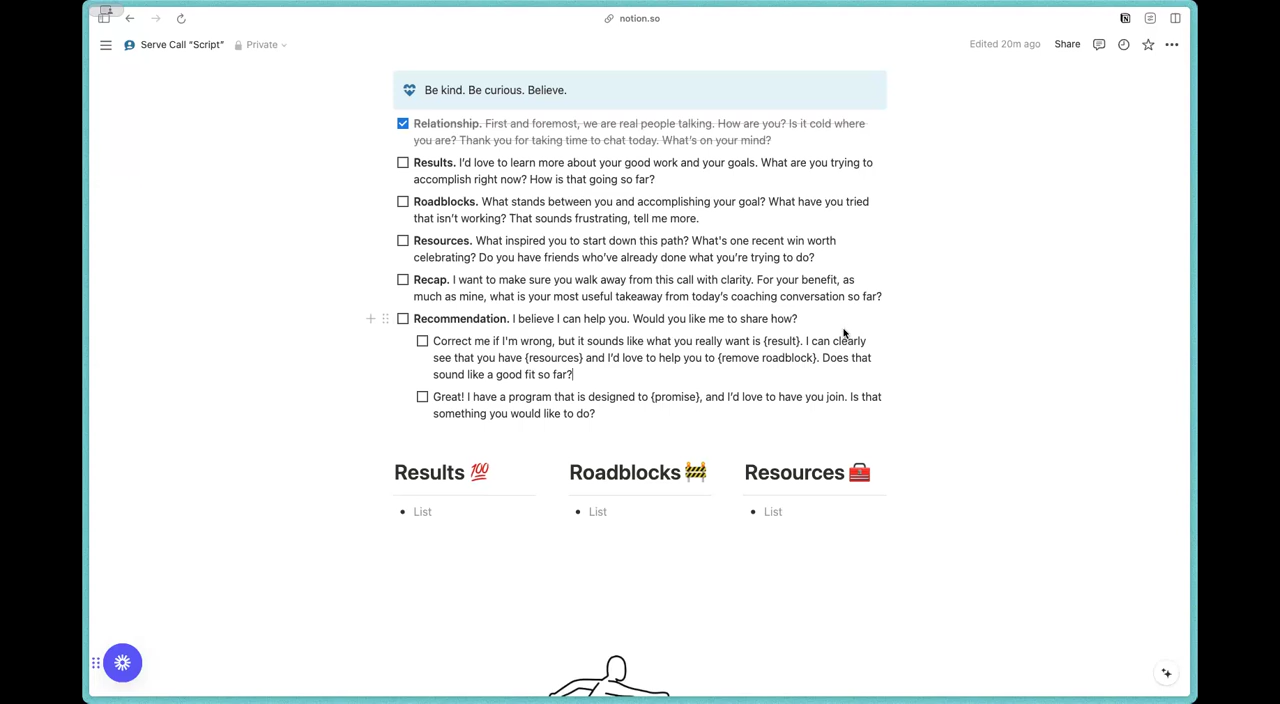 notion.so
Serve Call “Script” Private
Edited 20m ago Share
Be kind. Be curious. Believe.
Relationship. First and foremost, we are real people talking. How are you? Is it cold where
you are? Thank you for taking time to chat today. What’s on your mind?
Results. I’d love to learn more about your good work and your goals. What are you trying to
accomplish right now? How is that going so far?
Roadblocks. What stands between you and accomplishing your goal? What have you tried
that isn’t working? That sounds frustrating, tell me more.
Resources. What inspired you to start down this path? What's one recent win worth
celebrating? Do you have friends who’ve already done what you’re trying to do?
Recap. I want to make sure you walk away from this call with clarity. For your benefit, as
much as mine, what is your most useful takeaway from today’s coaching conversation so far?
Recommendation. I believe I can help you. Would you like me to share how?
Correct me if I'm wrong, but it sounds like what you really want is {result}. I can clearly
see that you have {resources} and I’d love to help you to {remove roadblock}. Does that
sound like a good fit so far?
Great! I have a program that is designed to {promise}, and I’d love to have you join. Is that
something you would like to do?
Results 💯 Roadblocks 🚧 Resources 🧰
List List List